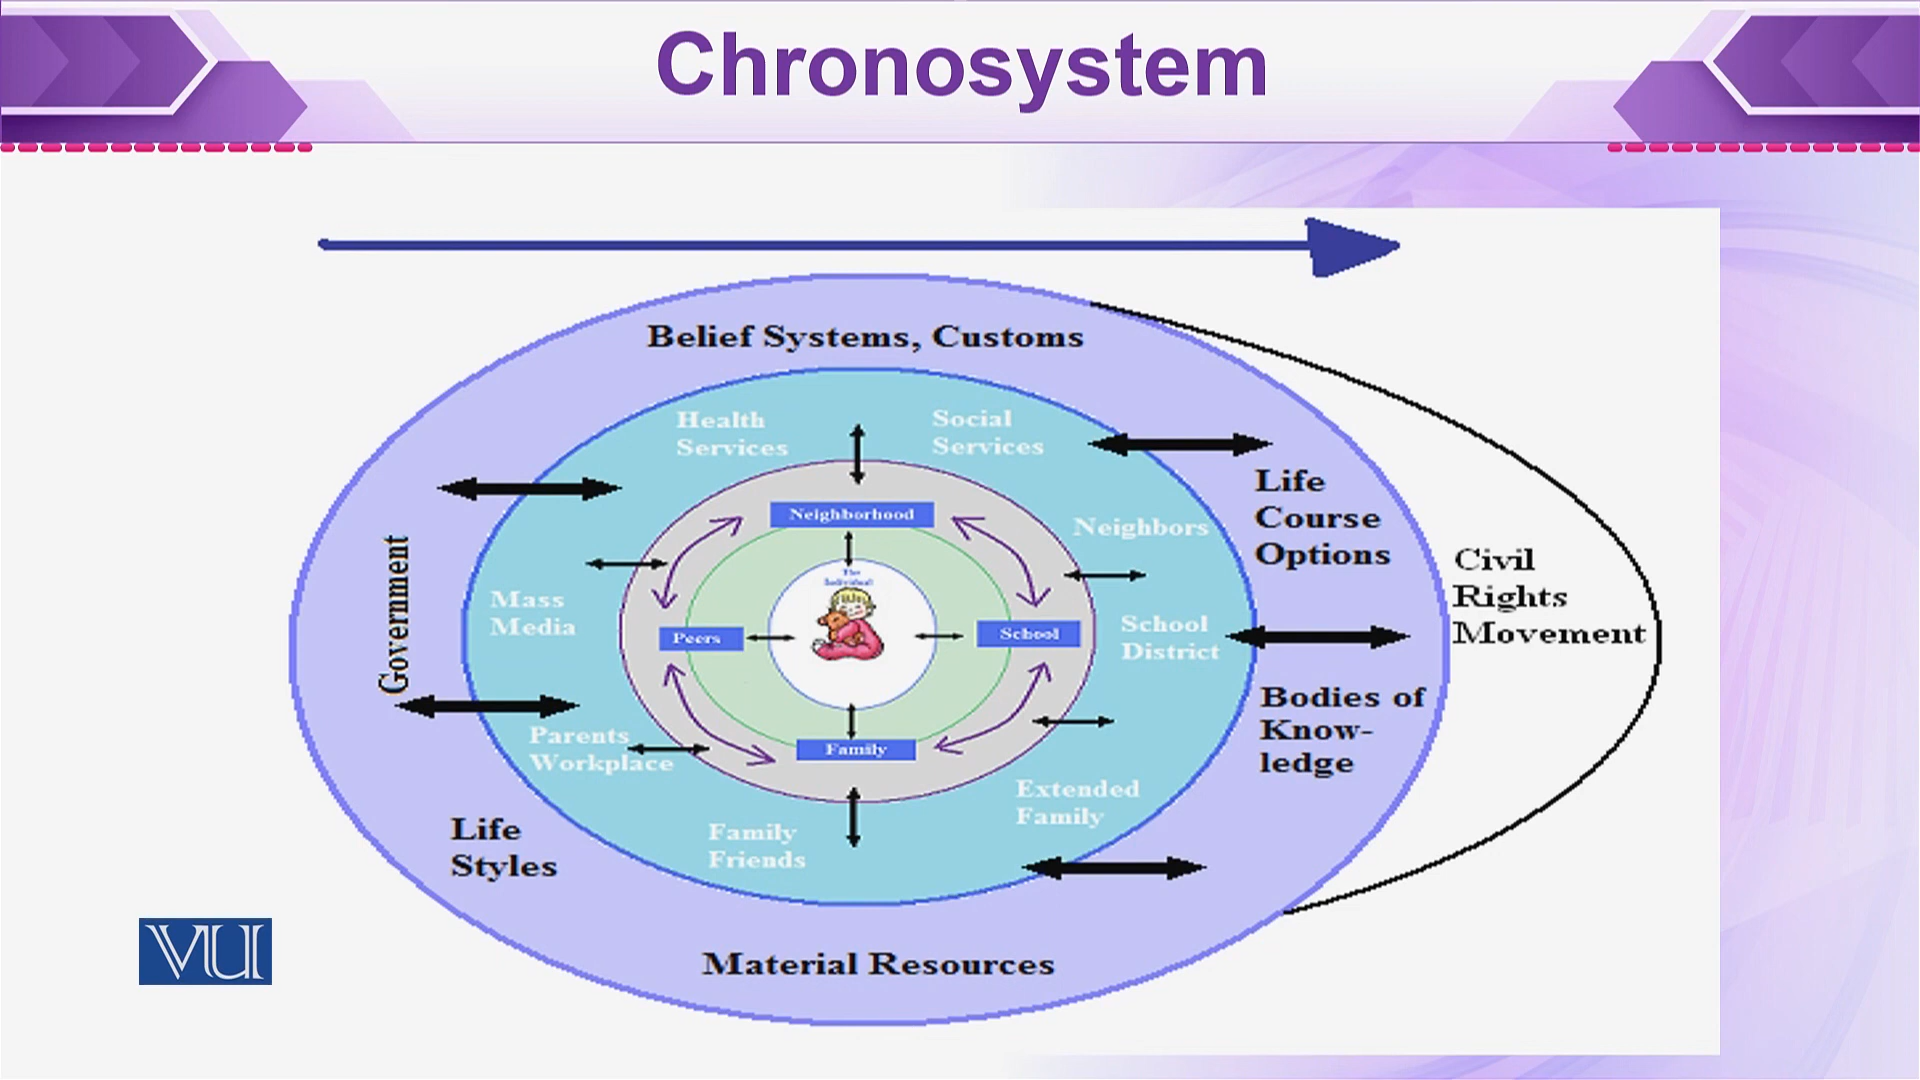 Chronosystem
Belief Systems, Customs
Health
Services
Social
Services
Life
Course
Options
Neighborhood
Neighbors
Government
Civil
Rights
Movement
The
Individual
Mass
Media
Peers
School
School
District
Bodies of
Know-
ledge
Parents
Workplace
Family
Extended
Family
Life
Styles
Family
Friends
Material Resources
VU